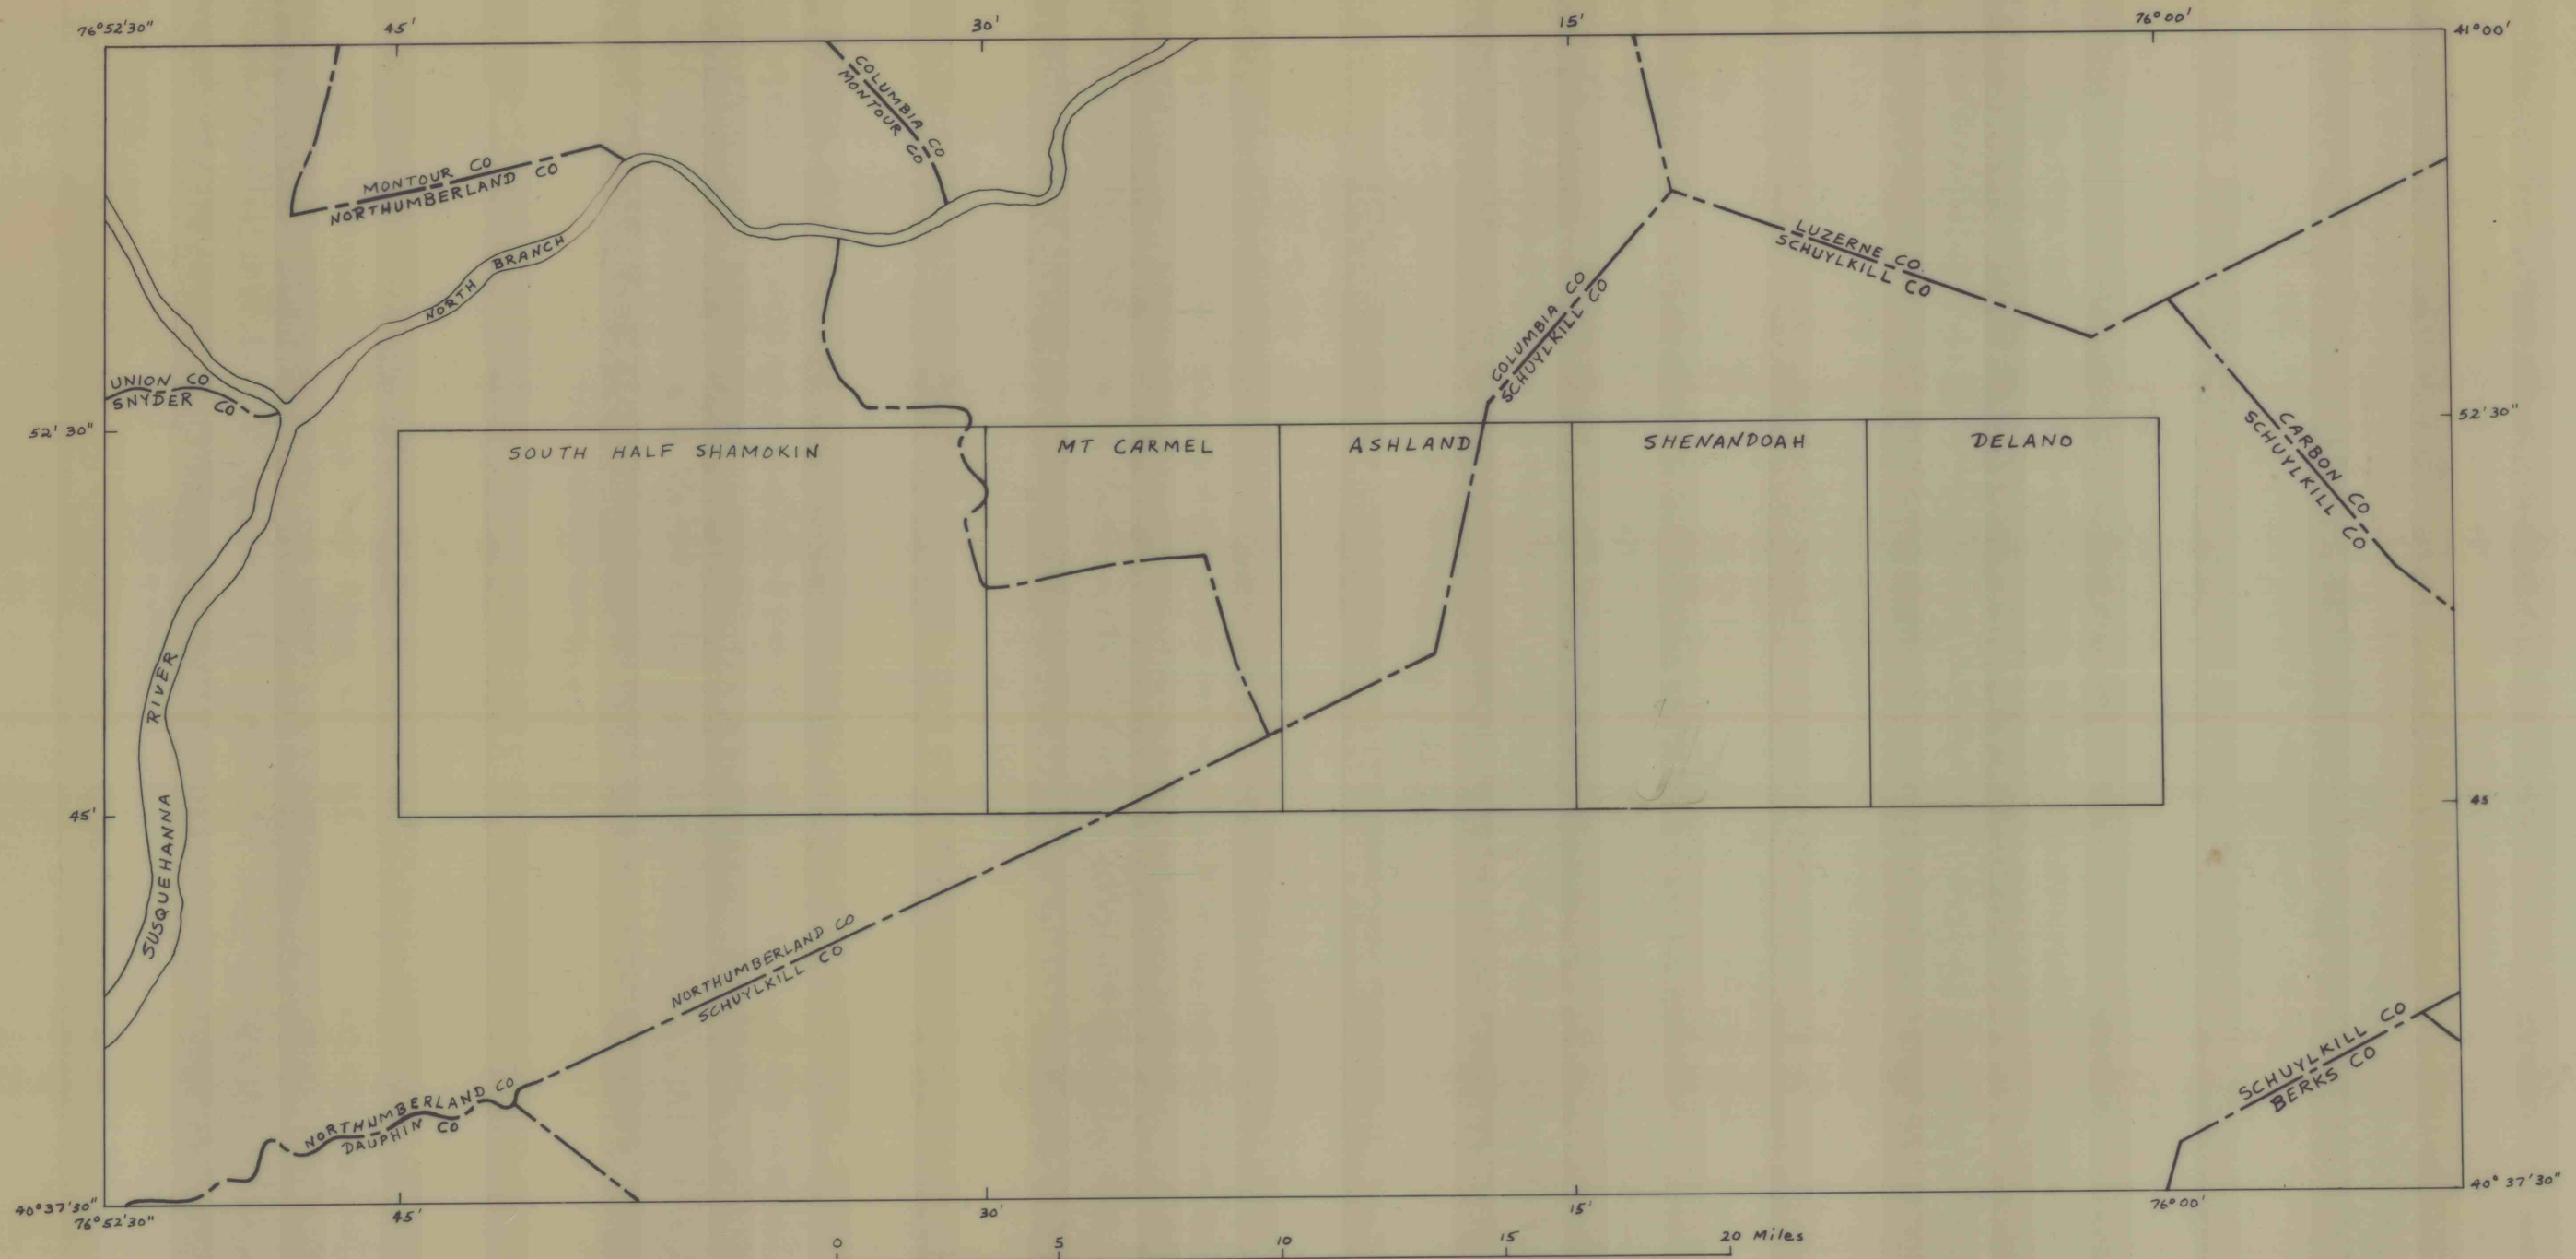 76°52'30"
45'
30'
15'
76°00'
41°00'
COLUMBIA CO
MONTOUR CO
MONTOUR CO
NORTHUMBERLAND CO
NORTH BRANCH
LUZERNE CO.
SCHUYLKILL CO
COLUMBIA CO
SCHUYLKILL CO
UNION CO
SNYDER CO
52' 30"
52'30"
SOUTH HALF SHAMOKIN
MT CARMEL
ASHLAND
SHENANDOAH
DELANO
CARBON CO
SCHUYLKILL CO
SUSQUEHANNA RIVER
45'
45
NORTHUMBERLAND CO
SCHUYLKILL CO
SCHUYLKILL CO
BERKS CO
NORTHUMBERLAND CO
DAUPHIN CO
40°37'30"
76°52'30"
45'
30'
15'
76°00'
40°37'30"
0 5 10 15 20 Miles